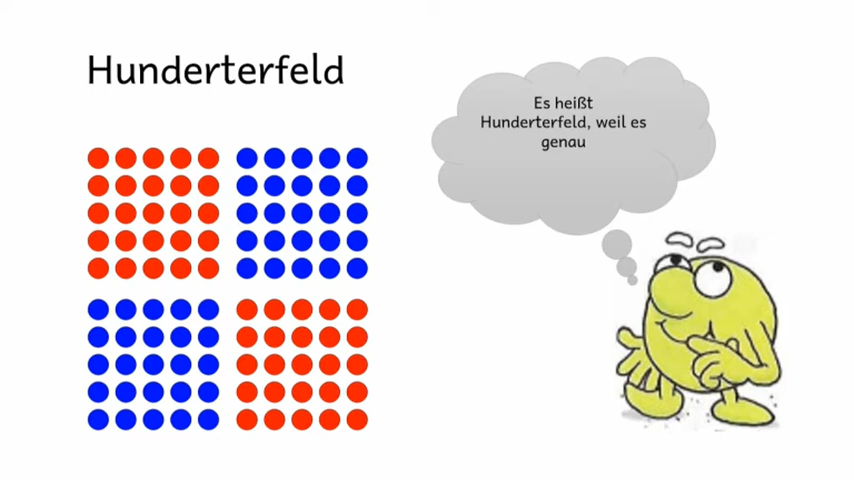 Hunderterfeld
Es heißt
Hunderterfeld, weil es
genau